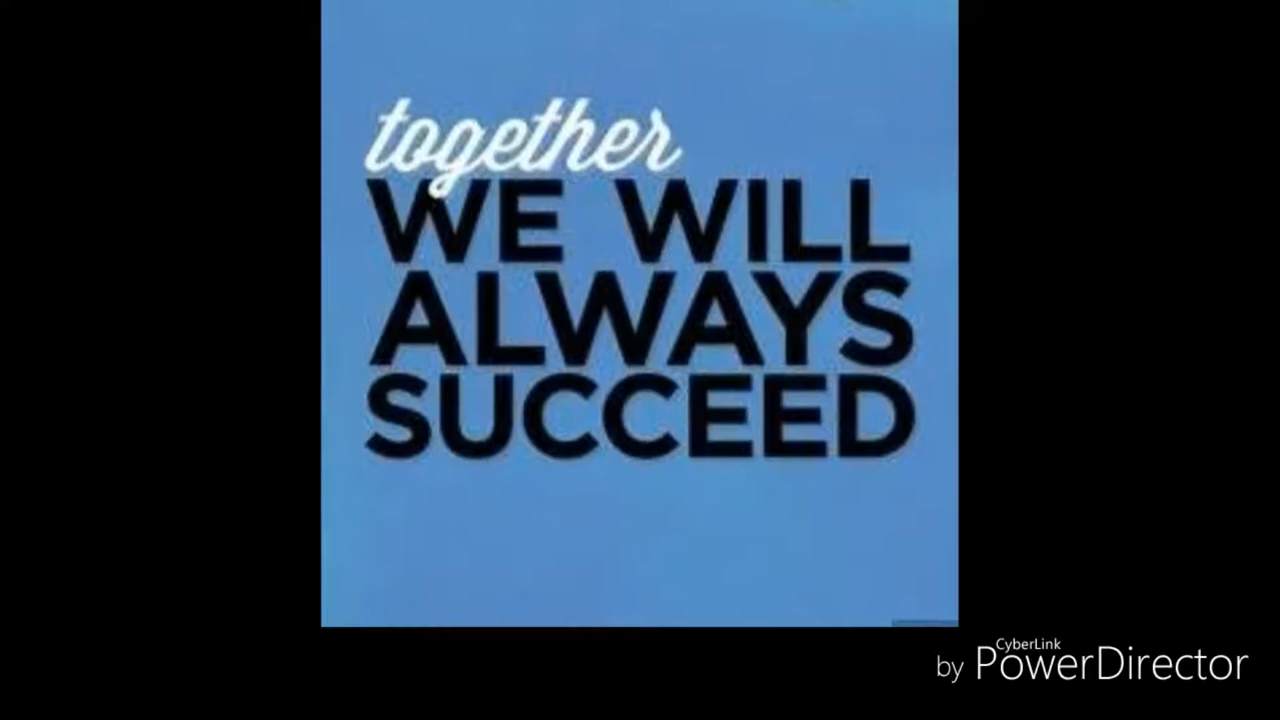 together
WE WILL
ALWAYS
SUCCEED
CyberLink
by PowerDirector